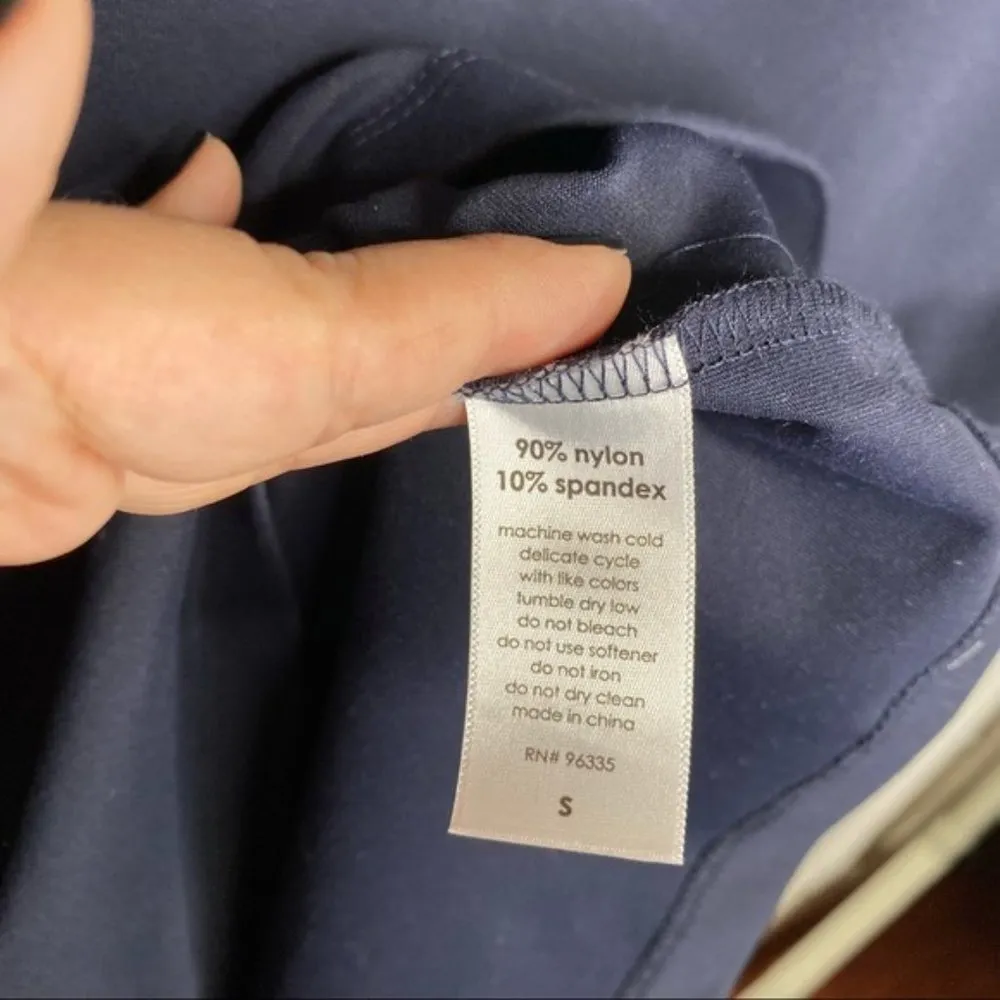 90% nylon
10% spandex
machine wash cold
delicate cycle
with like colors
tumble dry low
do not bleach
do not use softener
do not iron
do not dry clean
made in china
RN# 96335
S